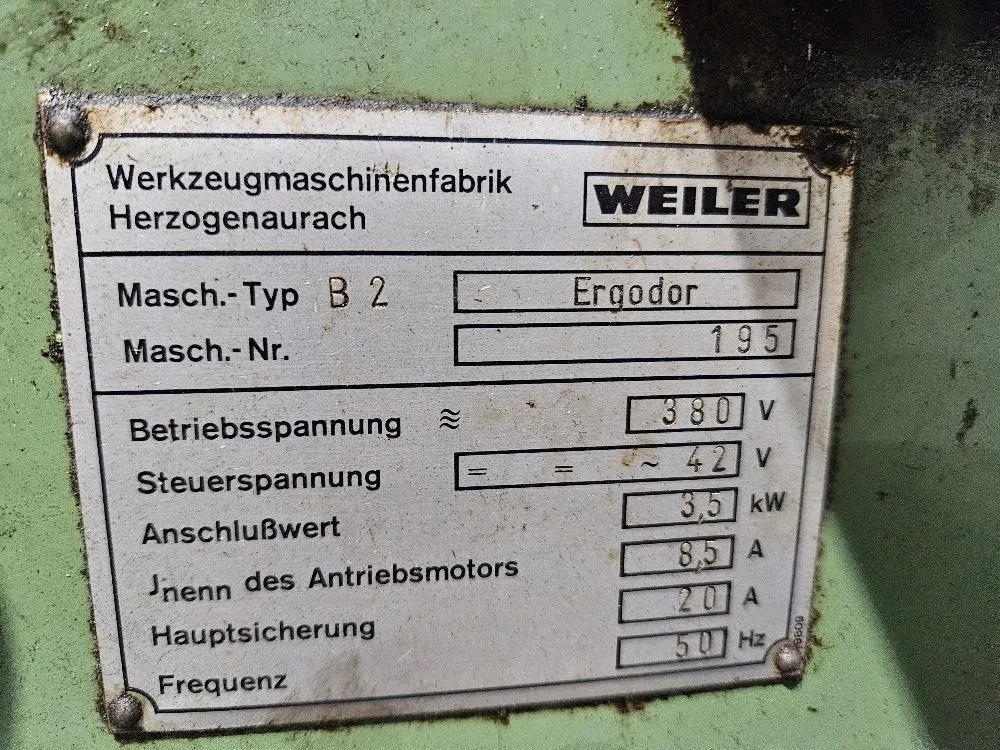 Werkzeugmaschinenfabrik
Herzogenaurach
WEILER
Masch.-Typ B 2 Ergodor
Masch.-Nr. 195
Betriebsspannung ≈ 380 V
Steuerspannung = = ~ 42 V
Anschlußwert 3,5 kW
Jnenn des Antriebsmotors 8,5 A
Hauptsicherung 20 A
Frequenz 50 Hz